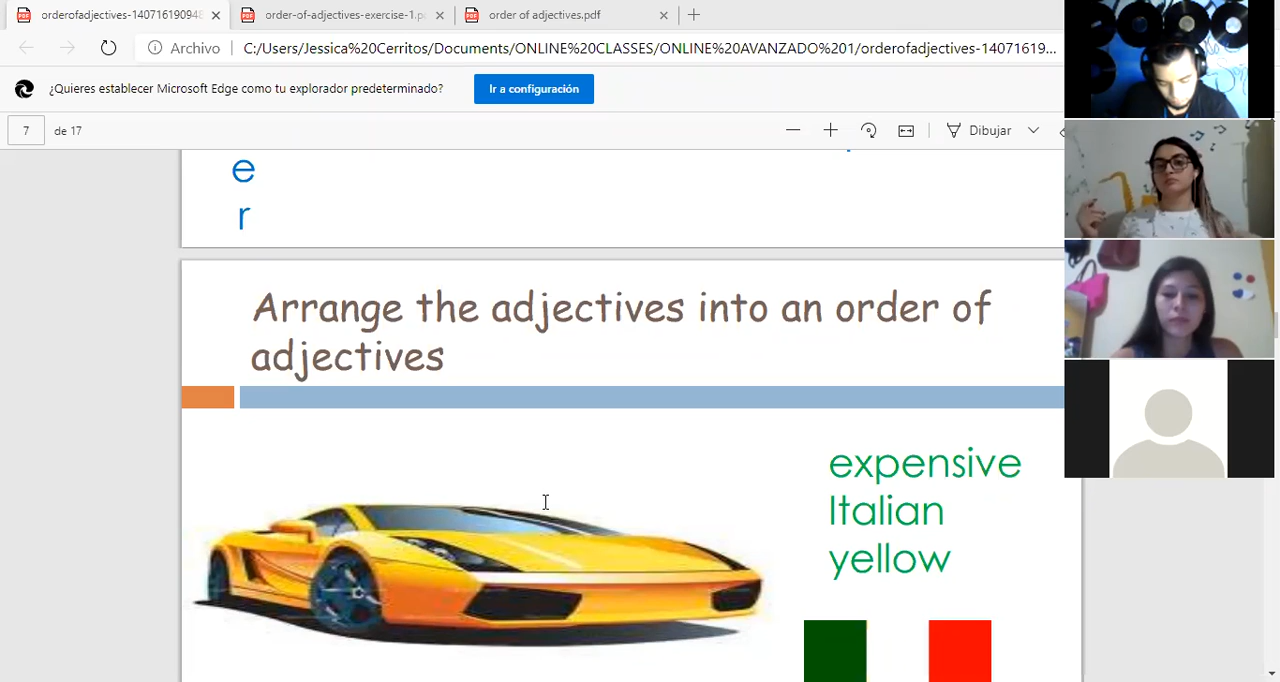 orderofadjectives-140716190948
order-of-adjectives-exercise-1.p
order of adjectives.pdf
Archivo
C:/Users/Jessica%20Cerritos/Documents/ONLINE%20CLASSES/ONLINE%20AVANZADO%201/orderofadjectives-14071619...
¿Quieres establecer Microsoft Edge como tu explorador predeterminado?
Ir a configuración
7 de 17
Dibujar
e
r
Arrange the adjectives into an order of
adjectives
expensive
Italian
yellow